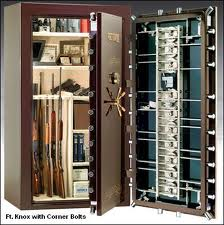 Ft. Knox with Corner Bolts